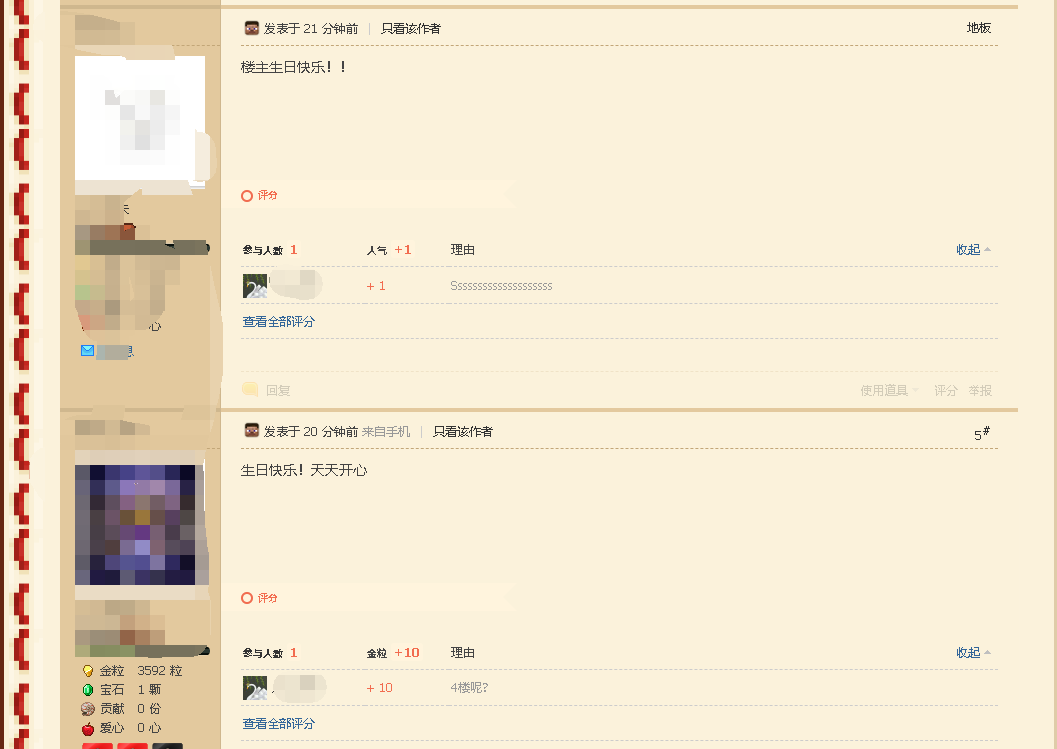 发表于 21 分钟前 | 只看该作者 地板
楼主生日快乐！！
评分
参与人数 1 人气 +1 理由 收起
+ 1 Ssssssssssssssssssss
查看全部评分
心
息
回复 使用道具 评分 举报
发表于 20 分钟前 来自手机 | 只看该作者 5#
生日快乐！天天开心
评分
参与人数 1 金粒 +10 理由 收起
金粒 3592 粒
+ 10 4楼呢?
宝石 1 颗
贡献 0 份
查看全部评分
爱心 0 心